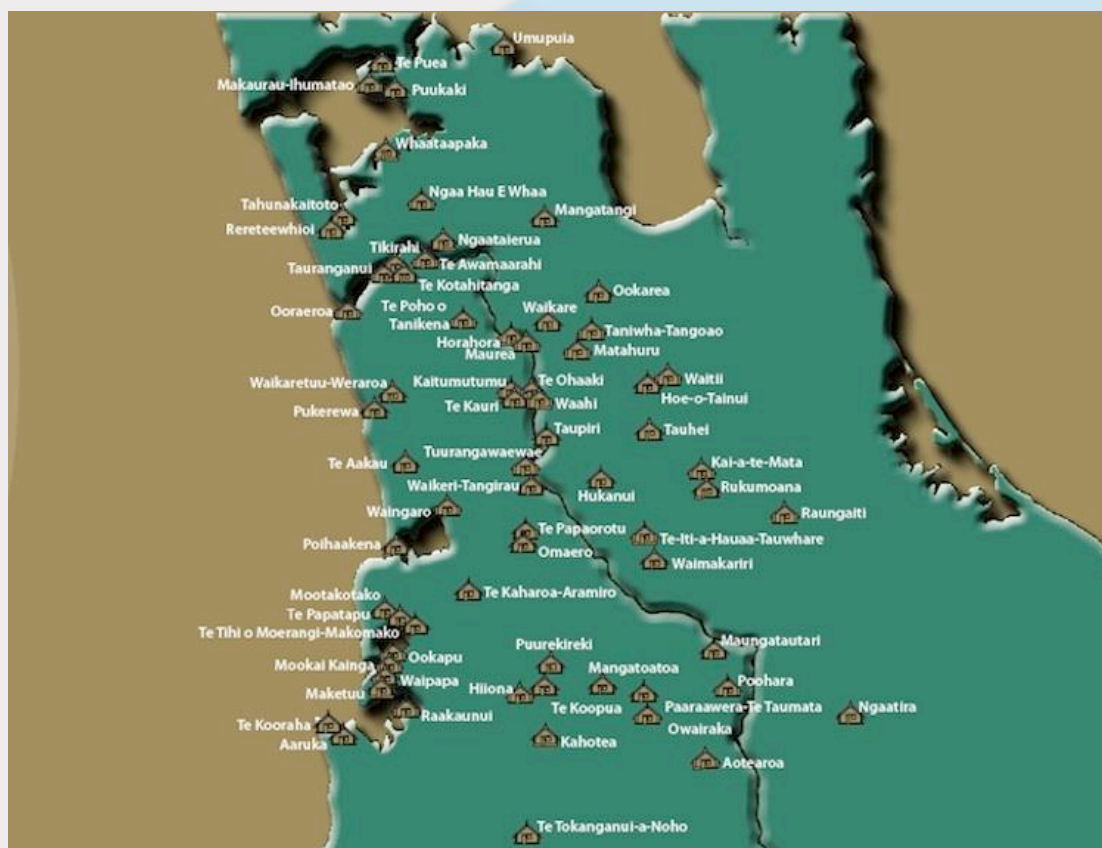 Umupuia
Te Puea
Makaurau-Ihumatao
Puukaki
Whaataapaka
Ngaa Hau E Whaa
Tahunakaitoto
Mangatangi
Rereteewhioi
Ngaataierua
Tikirahi
Te Awamaarahi
Tauranganui
Te Kotahitanga
Ookarea
Ooraeroa
Te Poho o
Tanikena
Waikare
Taniwha-Tangoao
Horahora
Maurea
Matahuru
Waikaretuu-Weraroa
Kaitumutumu
Te Ohaaki
Waitii
Hoe-o-Tainui
Pukerewa
Te Kauri
Waahi
Taupiri
Tauhei
Tuurangawaewae
Te Aakau
Kai-a-te-Mata
Waikeri-Tangirau
Hukanui
Rukumoana
Waingaro
Raungaiti
Te Papaorotu
Te-Iti-a-Hauaa-Tauwhare
Poihaakena
Omaero
Waimakariri
Te Kaharoa-Aramiro
Mootakotako
Te Papatapu
Te Tihi o Moerangi-Makomako
Puurekireki
Maungatautari
Ookapu
Mookai Kainga
Mangatoatoa
Waipapa
Hiiona
Poohara
Maketuu
Te Koopua
Paaraawera-Te Taumata
Ngaatira
Raakaunui
Te Kooraha
Owairaka
Aaruka
Kahotea
Aotearoa
Te Tokanganui-a-Noho